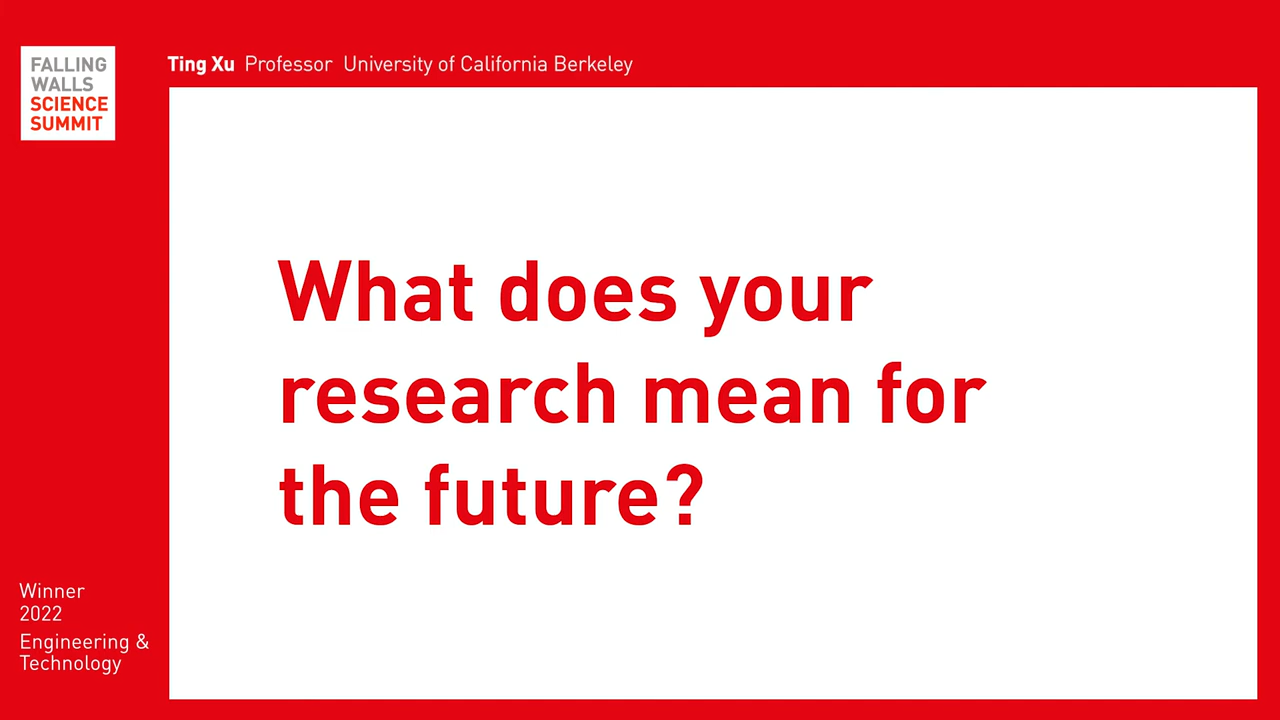 FALLING
WALLS
SCIENCE
SUMMIT
Ting Xu Professor University of California Berkeley
What does your
research mean for
the future?
Winner
2022
Engineering &
Technology